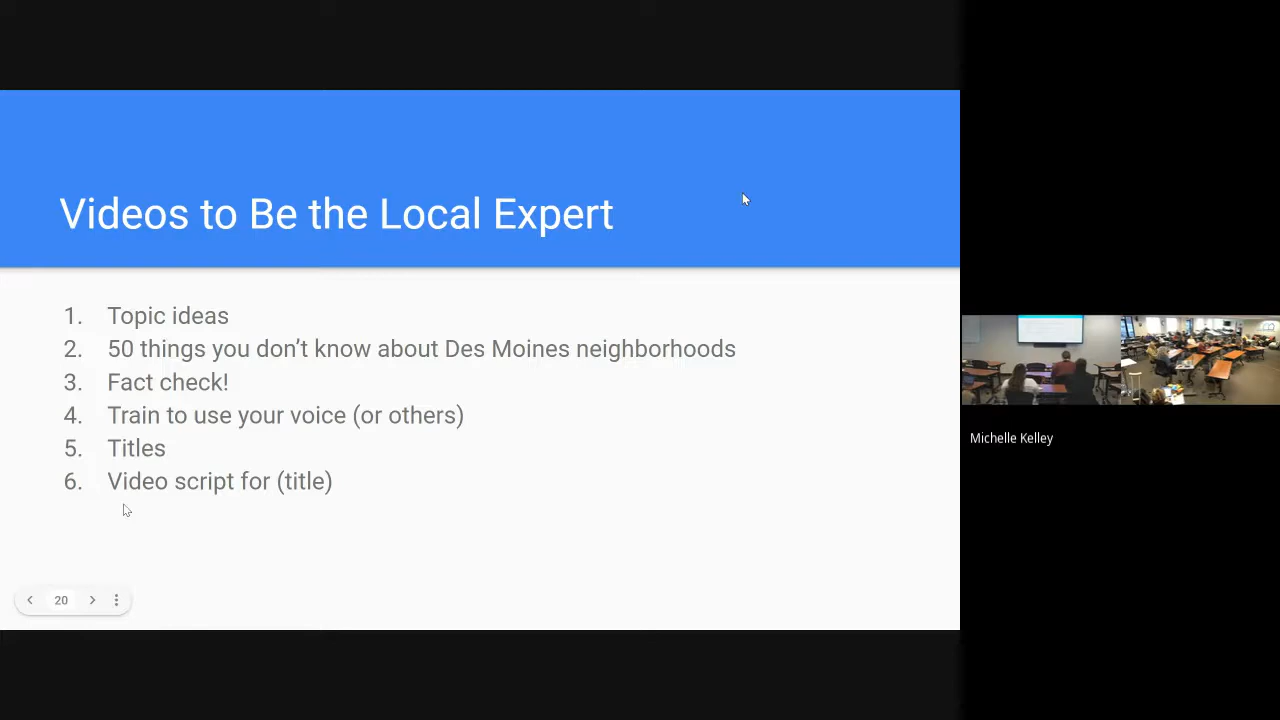 Videos to Be the Local Expert
1. Topic ideas
2. 50 things you don’t know about Des Moines neighborhoods
3. Fact check!
4. Train to use your voice (or others)
5. Titles
6. Video script for (title)
20
Michelle Kelley